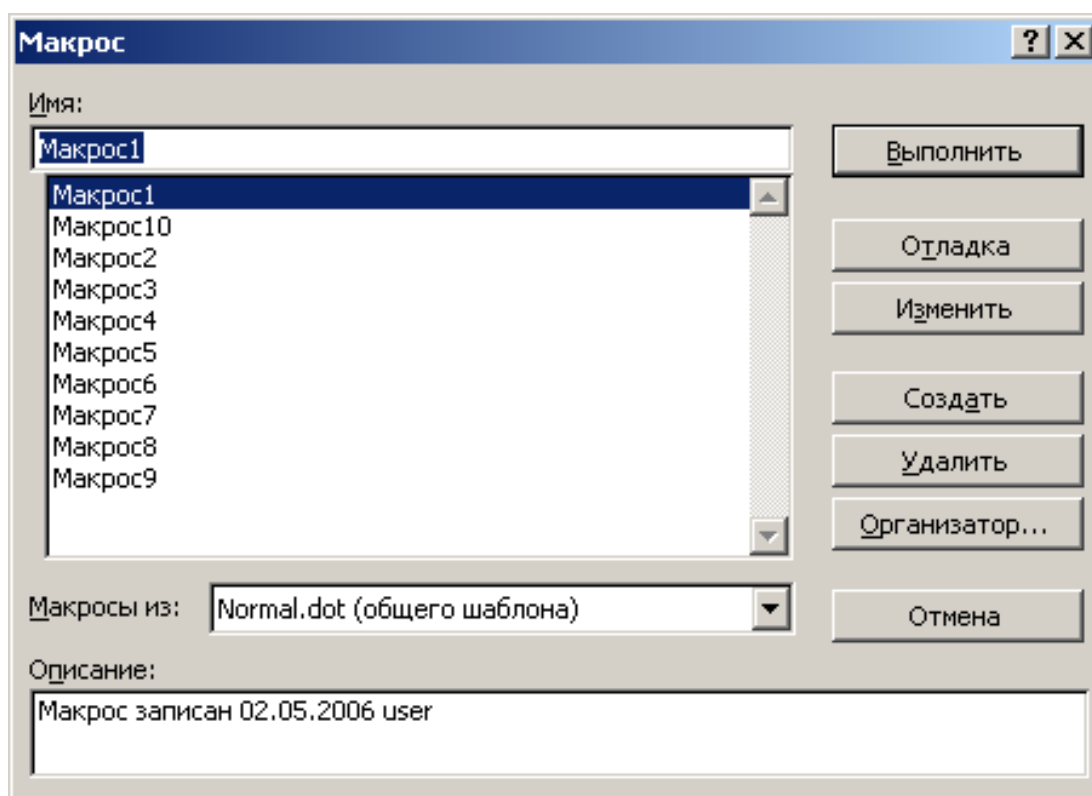 Макрос
Имя:
Макрос1
Выполнить
Макрос1
Макрос10
Макрос2
Макрос3
Макрос4
Макрос5
Макрос6
Макрос7
Макрос8
Макрос9
Отладка
Изменить
Создать
Удалить
Организатор...
Макросы из:
Normal.dot (общего шаблона)
Отмена
Описание:
Макрос записан 02.05.2006 user